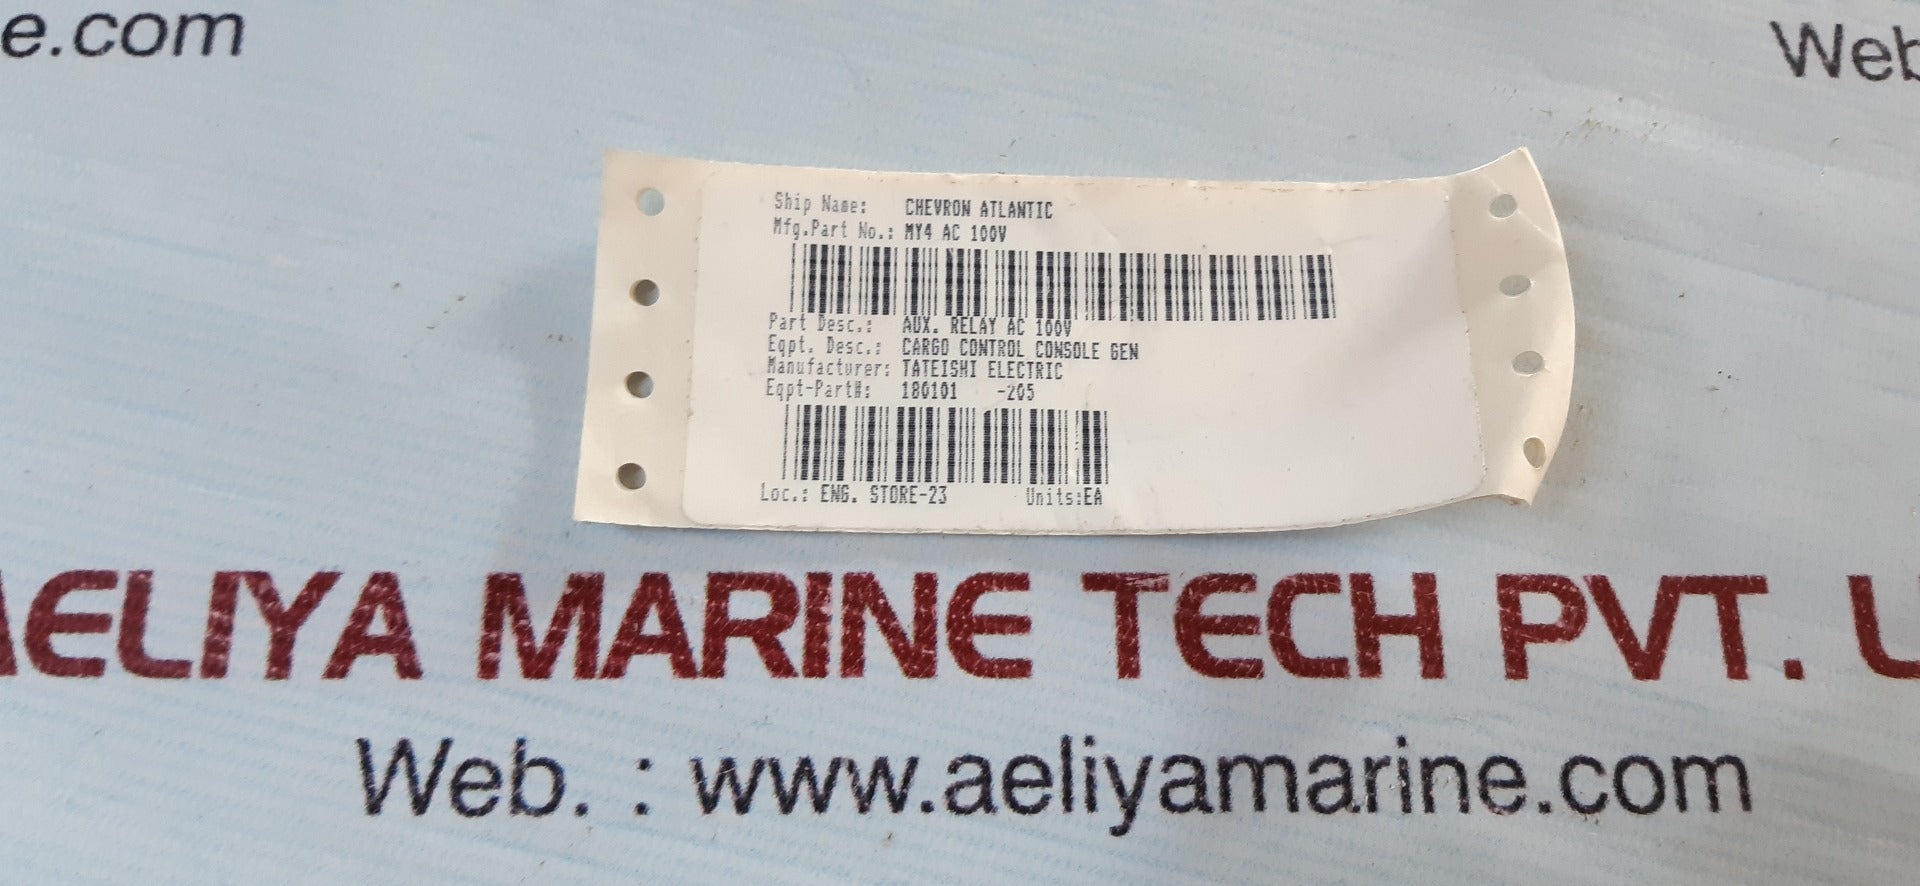 e.com
Web
Ship Name: CHEVRON ATLANTIC
Mfg.Part No.: MY4 AC 100V
Part Desc.: AUX. RELAY AC 100V
Eqpt. Desc.: CARGO CONTROL CONSOLE GEN
Manufacturer: TATEISHI ELECTRIC
Eqpt-Part#: 180101 -205
Loc.: ENG. STORE-23 Units:EA
AELIYA MARINE TECH PVT. L
Web. : www.aeliyamarine.com